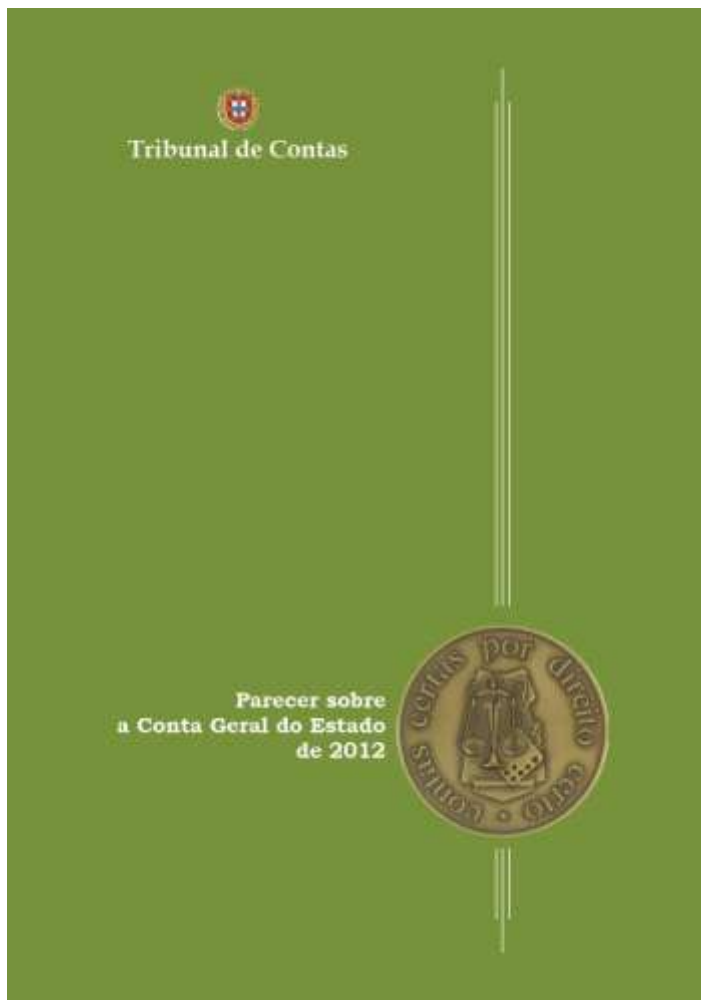 Tribunal de Contas
contas certas por direito certo
Parecer sobre
a Conta Geral do Estado
de 2012